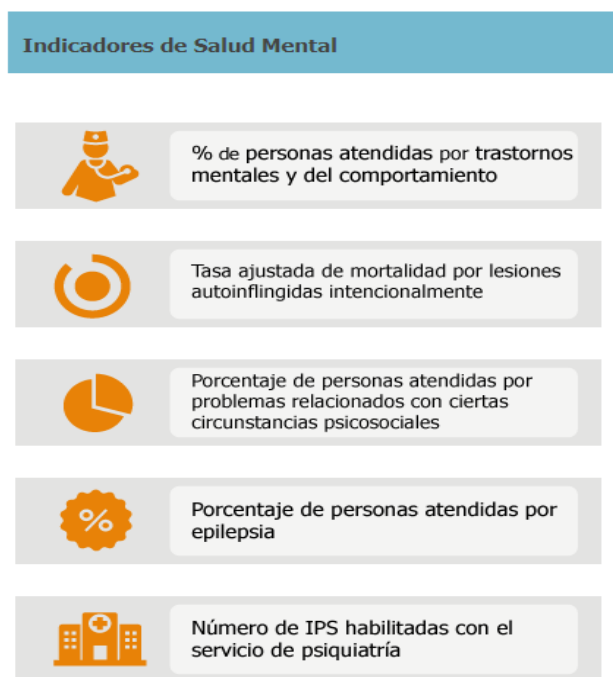 Indicadores de Salud Mental
% de personas atendidas por trastornos
mentales y del comportamiento
Tasa ajustada de mortalidad por lesiones
autoinflingidas intencionalmente
Porcentaje de personas atendidas por
problemas relacionados con ciertas
circunstancias psicosociales
%
Porcentaje de personas atendidas por
epilepsia
Número de IPS habilitadas con el
servicio de psiquiatría